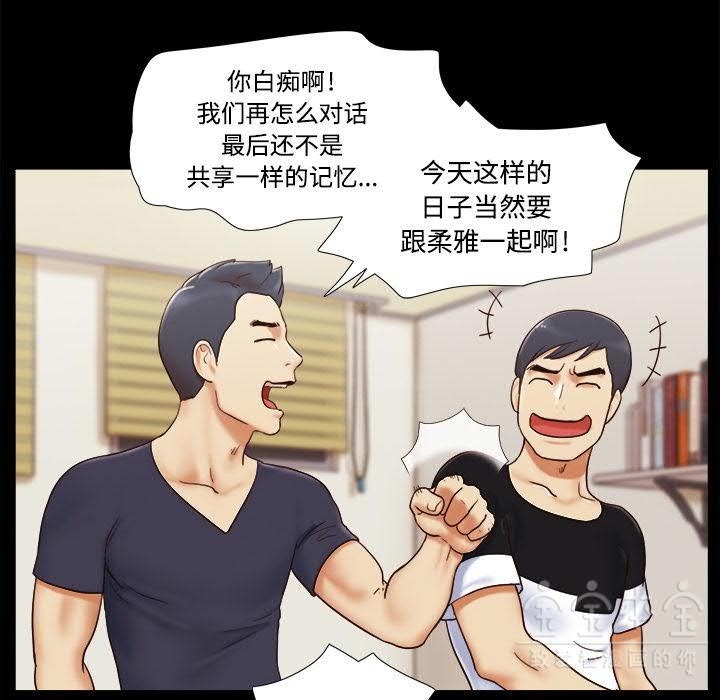 你白痴啊!
我们再怎么对话
最后还不是
共享一样的记忆...
今天这样的
日子当然要
跟柔雅一起啊!